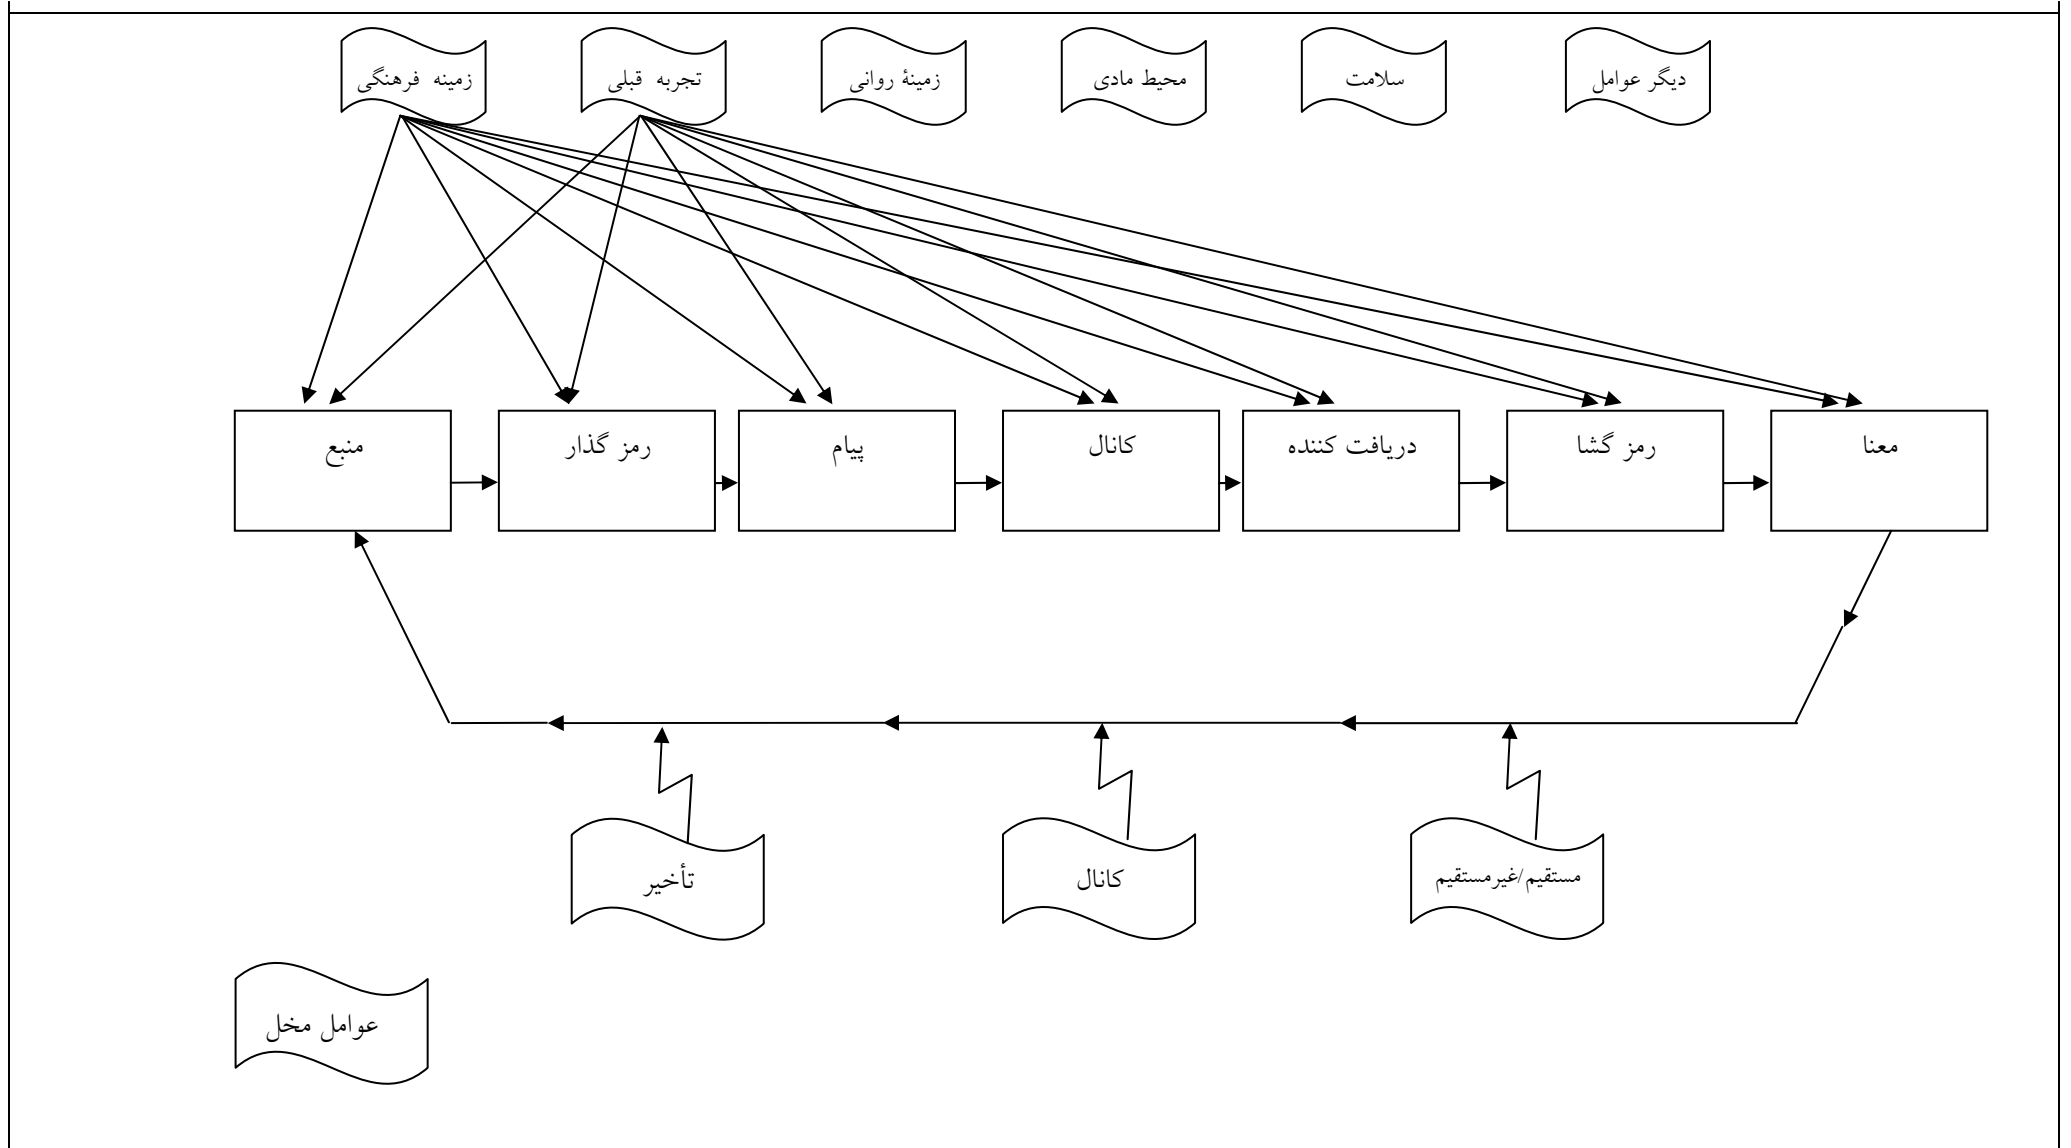 زمینه فرهنگی
تجربه قبلی
زمینۀ روانی
محیط مادی
سلامت
دیگر عوامل
منبع
رمز گذار
پیام
کانال
دریافت کننده
رمز گشا
معنا
تأخیر
کانال
مستقیم/غیرمستقیم
عوامل مخل